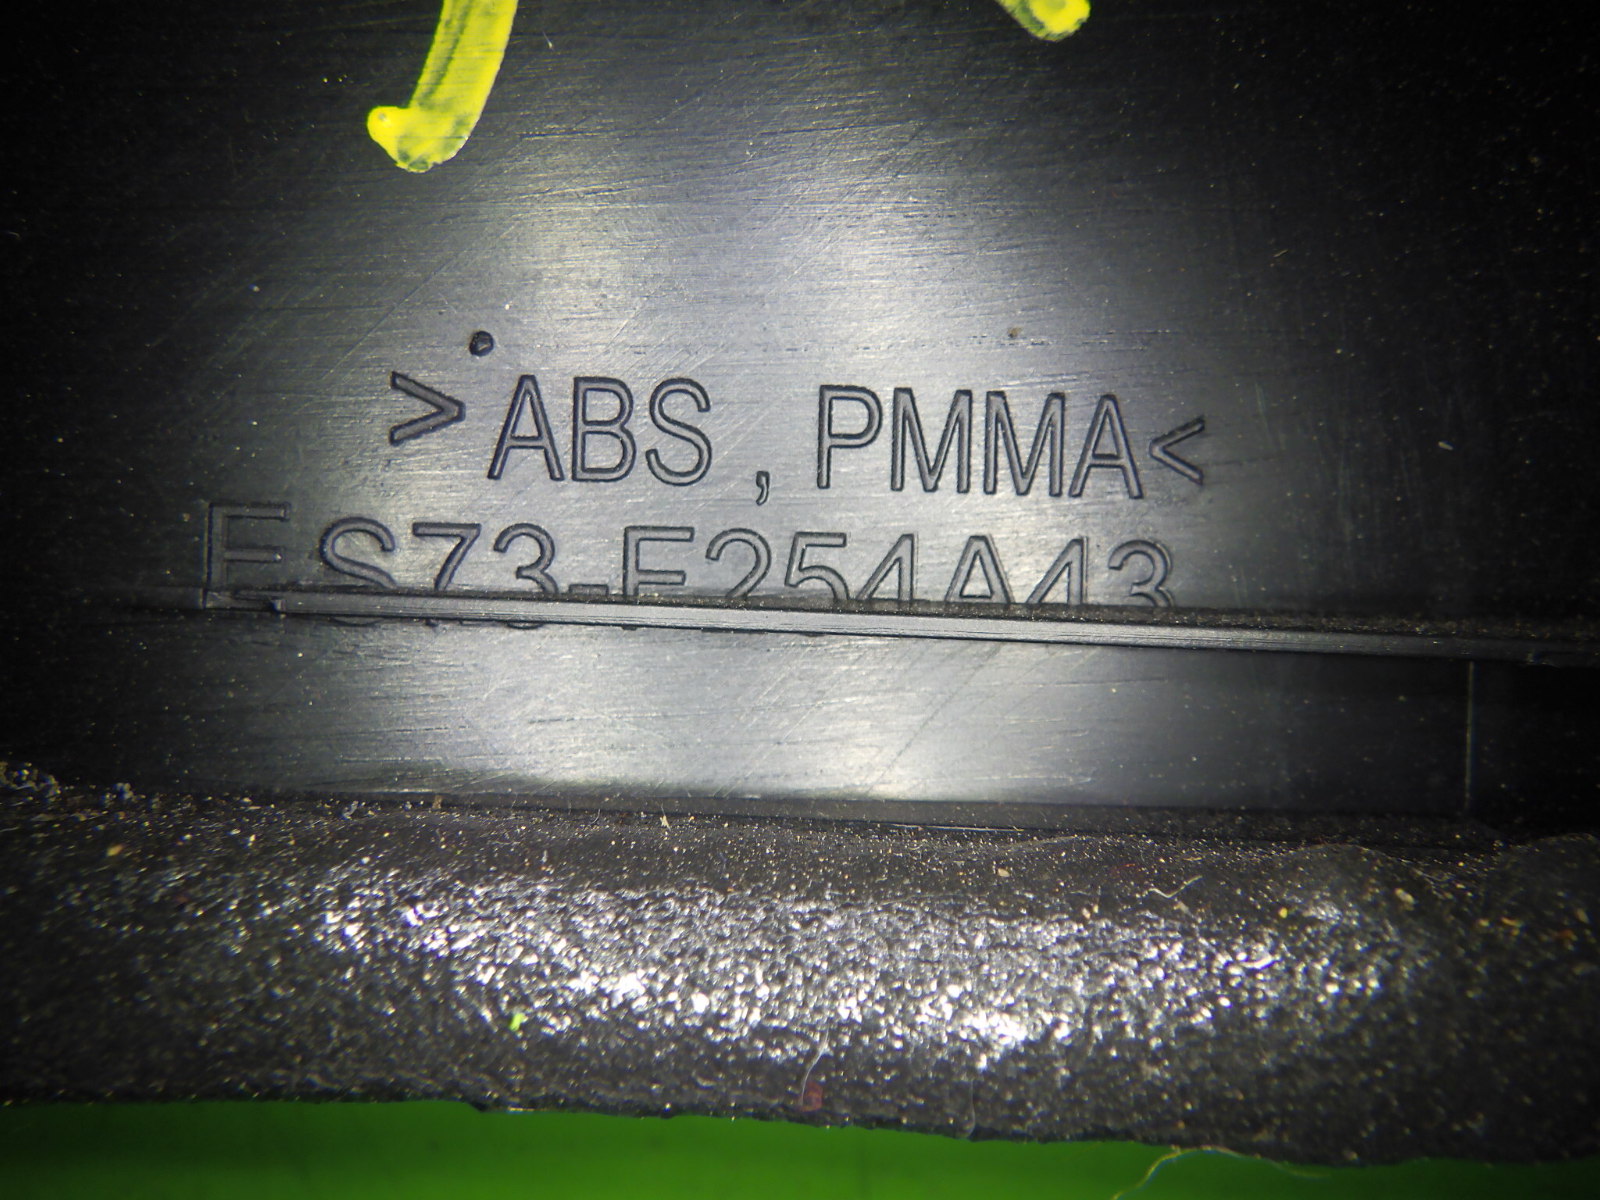 >ABS , PMMA<
ES73-F254A43